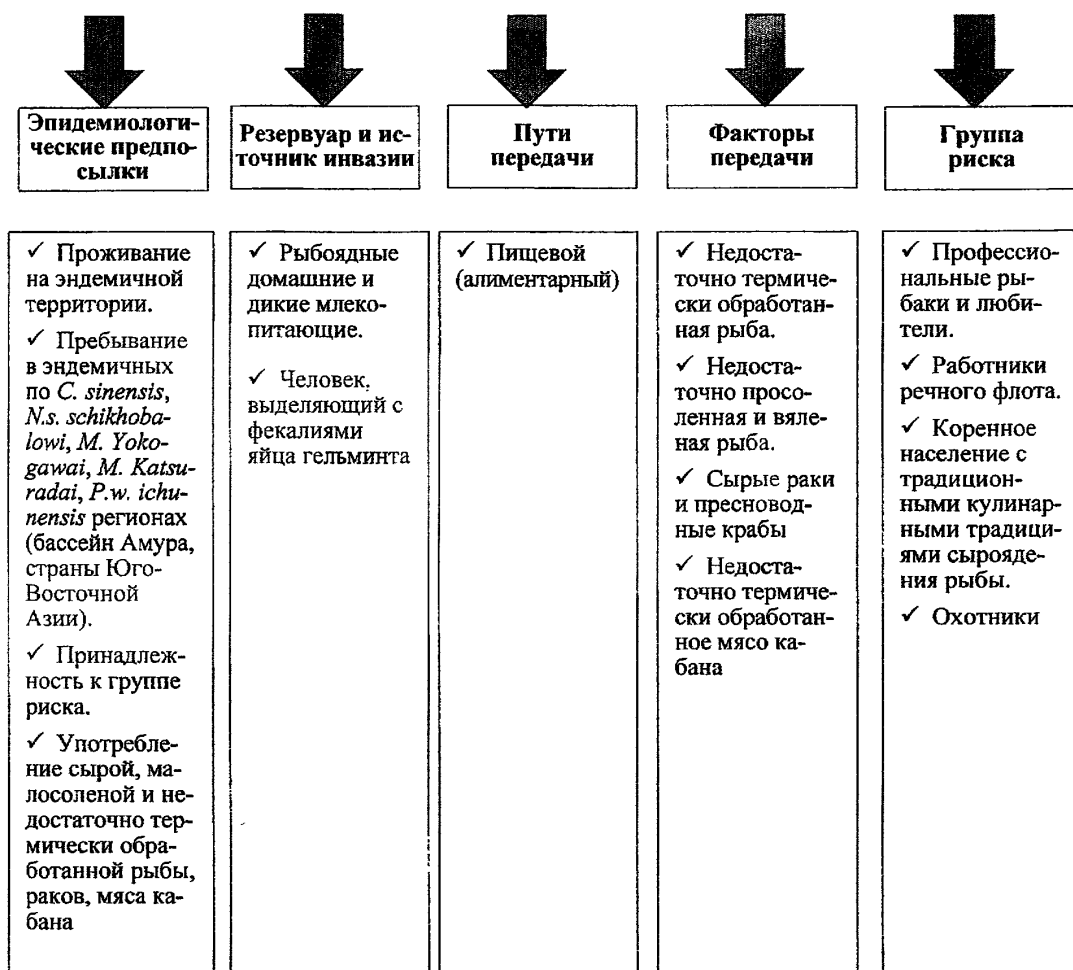 Эпидемиологи-
ческие предпо-
сылки
Резервуар и ис-
точник инвазии
Пути
передачи
Факторы
передачи
Группа
риска
✓ Проживание
на эндемичной
территории.
✓ Пребывание
в эндемичных
по C. sinensis,
N.s. schikhoba-
lowi, M. Yoko-
gawai, M. Katsu-
radai, P.w. ichu-
nensis регионах
(бассейн Амура,
страны Юго-
Восточной
Азии).
✓ Принадлеж-
ность к группе
риска.
✓ Употребле-
ние сырой, ма-
лосоленой и не-
достаточно тер-
мически обра-
ботанной рыбы,
раков, мяса ка-
бана
✓ Рыбоядные
домашние и
дикие млеко-
питающие.
✓ Человек,
выделяющий с
фекалиями
яйца гельминта
✓ Пищевой
(алиментарный)
✓ Недоста-
точно термиче-
ски обработан-
ная рыба.
✓ Недоста-
точно просо-
ленная и вяле-
ная рыба.
✓ Сырые раки
и пресновод-
ные крабы
✓ Недоста-
точно термиче-
ски обработан-
ное мясо ка-
бана
✓ Профессио-
нальные ры-
баки и люби-
тели.
✓ Работники
речного флота.
✓ Коренное
население с
традицион-
ными кулинар-
ными традици-
ями сырояде-
ния рыбы.
✓ Охотники